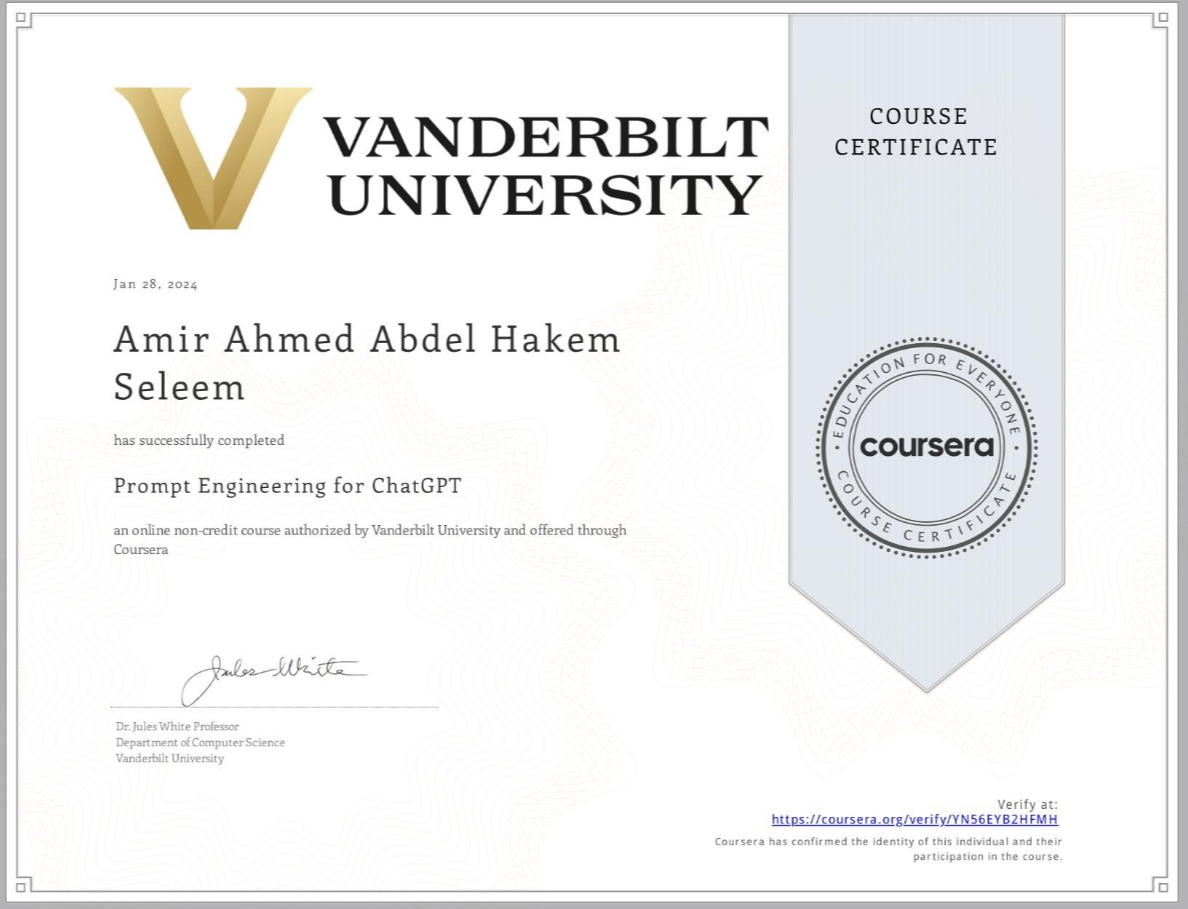 VANDERBILT
UNIVERSITY
COURSE
CERTIFICATE
Jan 28, 2024
Amir Ahmed Abdel Hakem
Seleem
has successfully completed
Prompt Engineering for ChatGPT
an online non-credit course authorized by Vanderbilt University and offered through
Coursera
EDUCATION FOR EVERYONE
coursera
COURSE CERTIFICATE
Jules White
Dr. Jules White Professor
Department of Computer Science
Vanderbilt University
Verify at:
https://coursera.org/verify/YN56EYB2HFMH
Coursera has confirmed the identity of this individual and their
participation in the course.